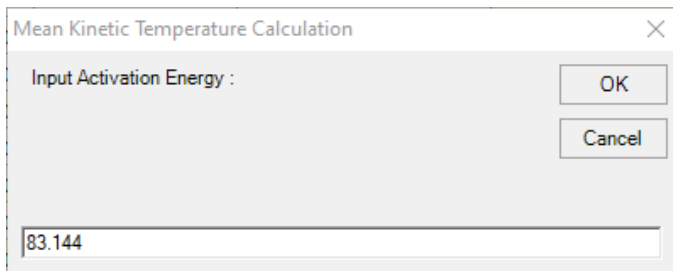 Mean Kinetic Temperature Calculation
Input Activation Energy :
OK
Cancel
83.144